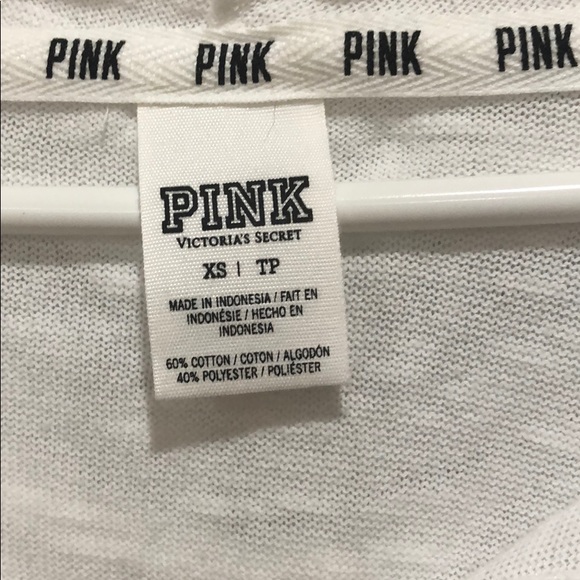 PINK PINK PINK PINK
PINK
VICTORIA'S SECRET
XS | TP
MADE IN INDONESIA / FAIT EN
INDONÉSIE / HECHO EN
INDONESIA
60% COTTON / COTON / ALGODÓN
40% POLYESTER / POLIÉSTER